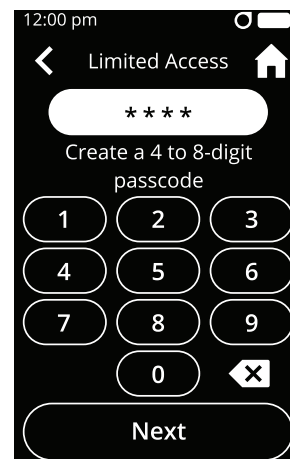 12:00 pm
Limited Access
****
Create a 4 to 8-digit
passcode
1 2 3
4 5 6
7 8 9
0
Next